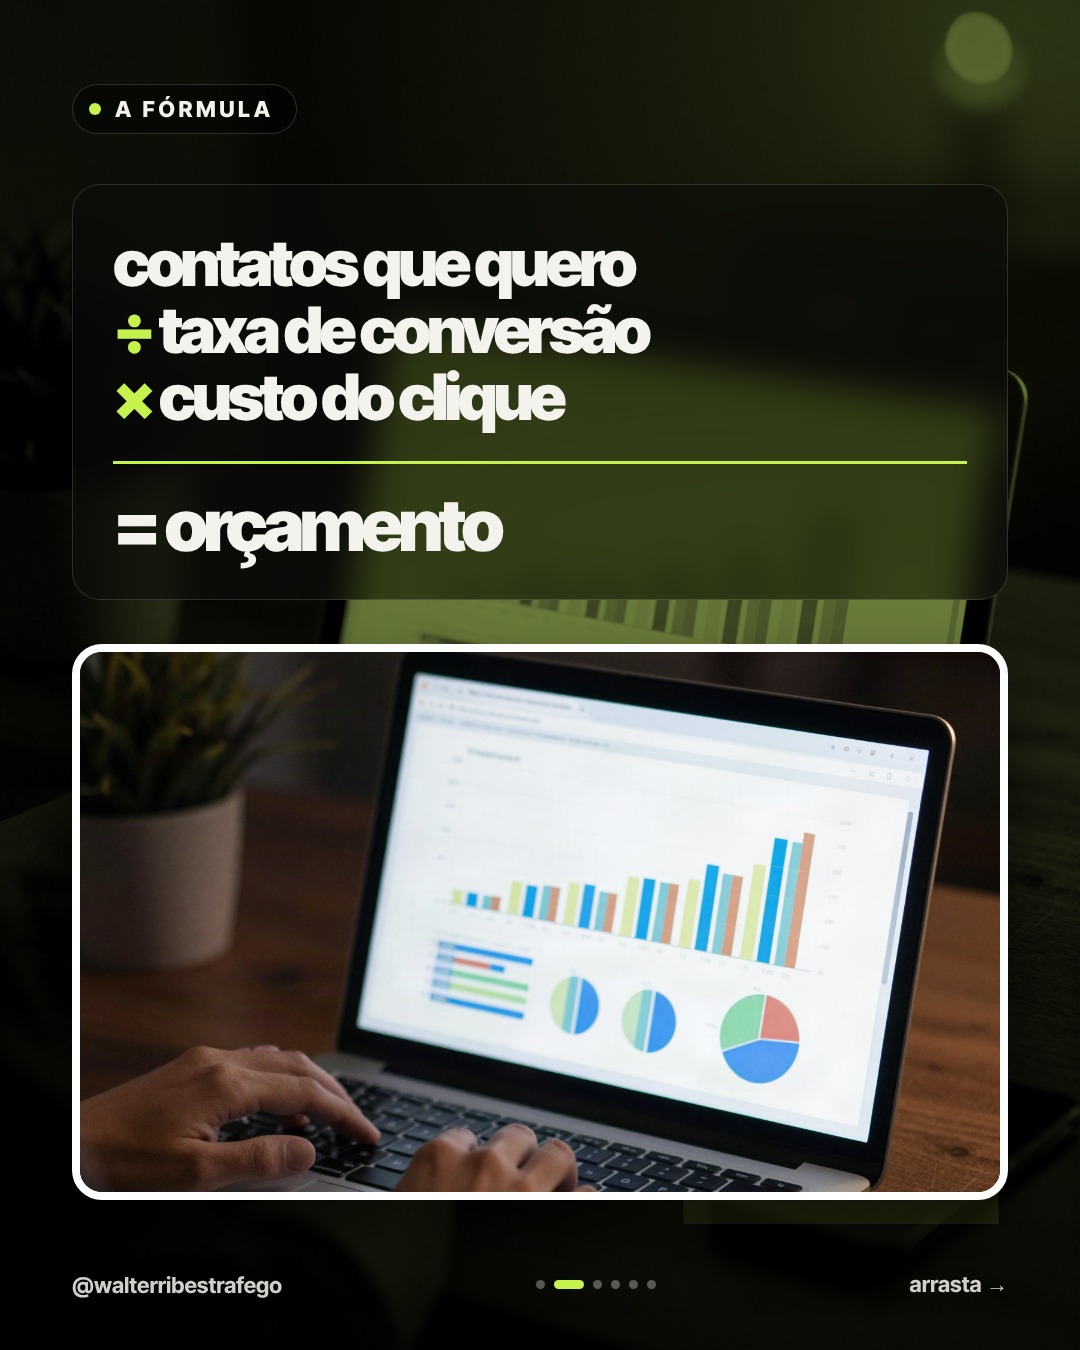 A FÓRMULA
contatos que quero
÷ taxa de conversão
× custo do clique
= orçamento
@walterribestrafego
arrasta →